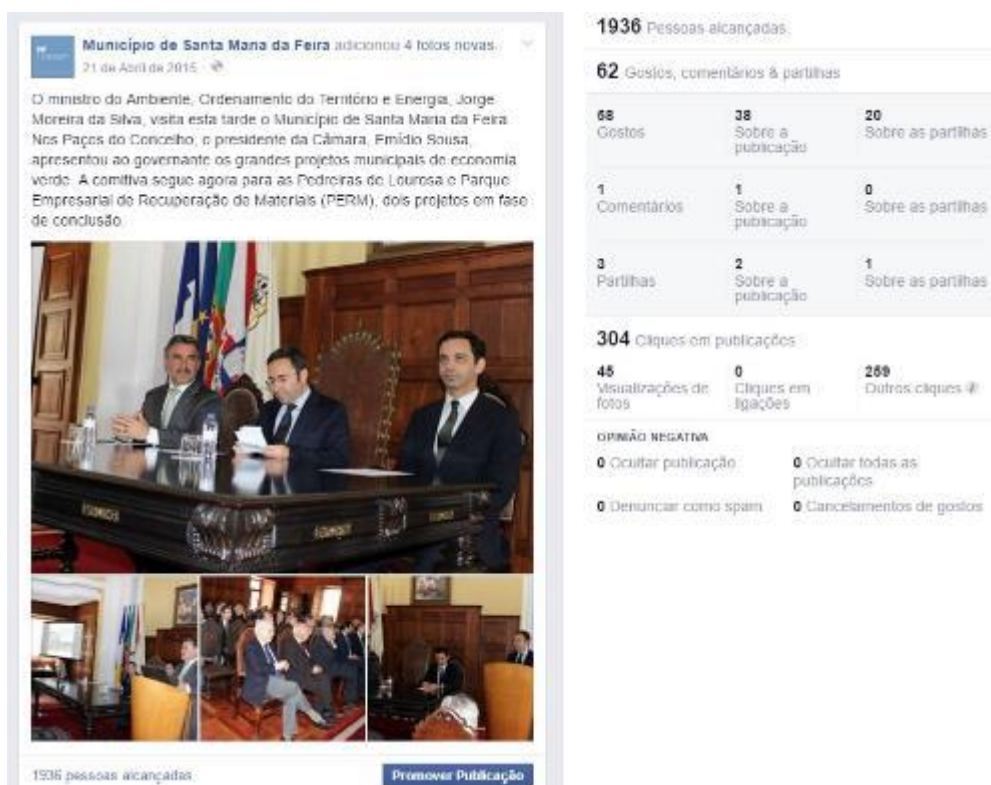 Município de Santa Maria da Feira adicionou 4 fotos novas.
21 de Abril de 2015
O ministro do Ambiente, Ordenamento do Território e Energia, Jorge
Moreira da Silva, visita esta tarde o Município de Santa Maria da Feira.
Nos Paços do Concelho, o presidente da Câmara, Emídio Sousa,
apresentou ao governante os grandes projetos municipais de economia
verde. A comitiva segue agora para as Pedreiras de Lourosa e Parque
Empresarial de Recuperação de Materiais (PERM), dois projetos em fase
de conclusão.
1936 pessoas alcançadas
Promover Publicação
1936 Pessoas alcançadas
62 Gostos, comentários & partilhas
58 Gostos
38 Sobre a publicação
20 Sobre as partilhas
1 Comentários
1 Sobre a publicação
0 Sobre as partilhas
3 Partilhas
2 Sobre a publicação
1 Sobre as partilhas
304 Cliques em publicações
45 Visualizações de fotos
0 Cliques em ligações
259 Outros cliques
OPINIÃO NEGATIVA
0 Ocultar publicação
0 Ocultar todas as publicações
0 Denunciar como spam
0 Cancelamentos de gostos